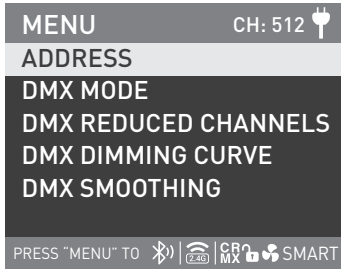 MENU CH: 512
ADDRESS
DMX MODE
DMX REDUCED CHANNELS
DMX DIMMING CURVE
DMX SMOOTHING
PRESS “MENU” TO 2.4G CRMX SMART